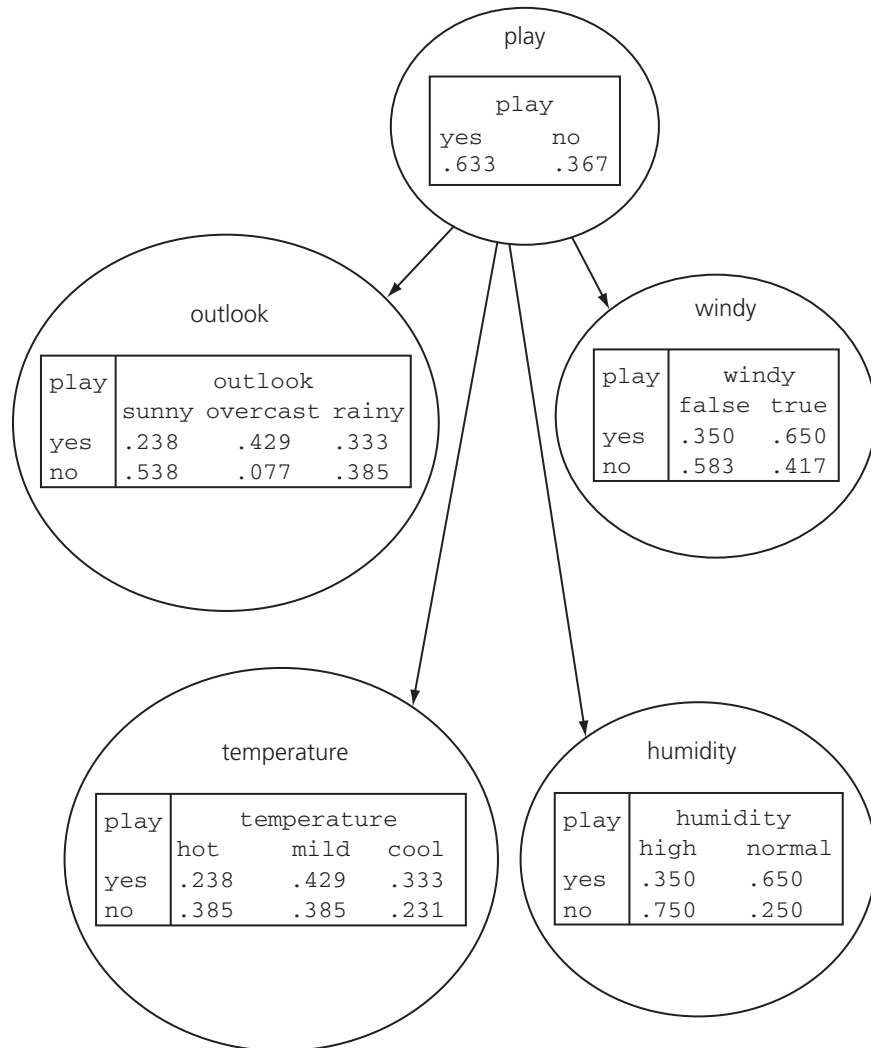 play
play
yes no
.633 .367
outlook
play outlook
sunny overcast rainy
yes .238 .429 .333
no .538 .077 .385
windy
play windy
false true
yes .350 .650
no .583 .417
temperature
play temperature
hot mild cool
yes .238 .429 .333
no .385 .385 .231
humidity
play humidity
high normal
yes .350 .650
no .750 .250